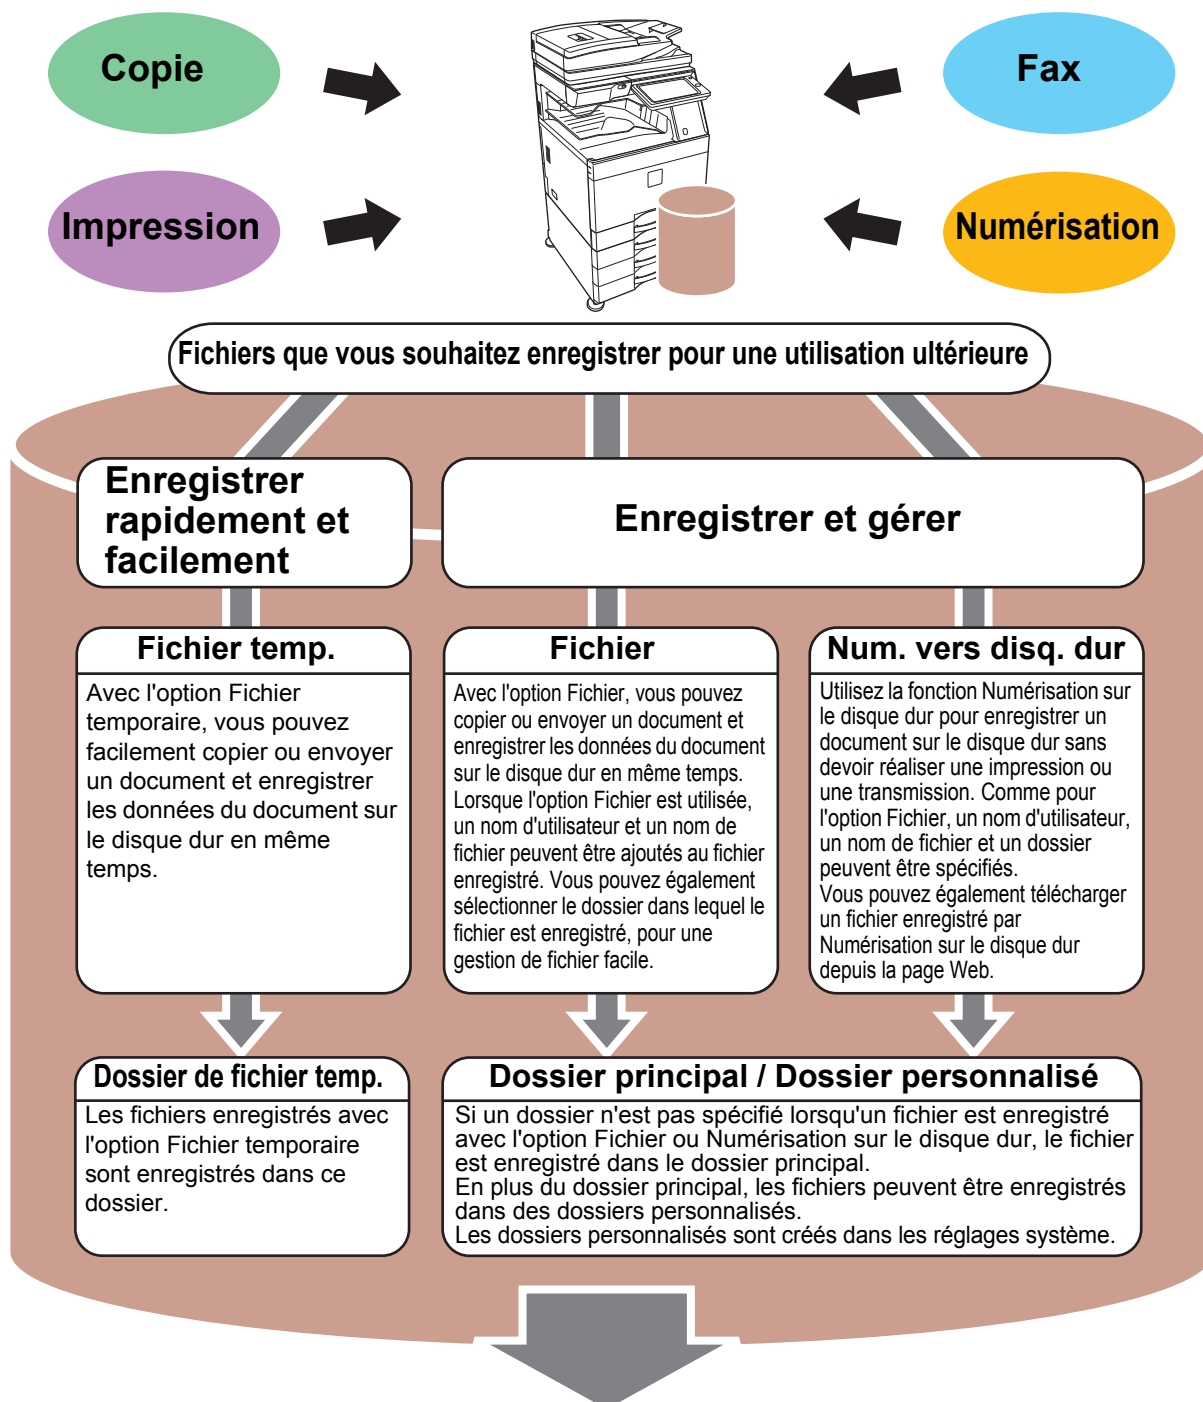 Copie
Fax
Impression
Numérisation
Fichiers que vous souhaitez enregistrer pour une utilisation ultérieure
Enregistrer
rapidement et
facilement
Enregistrer et gérer
Fichier temp.
Avec l'option Fichier
temporaire, vous pouvez
facilement copier ou envoyer
un document et enregistrer
les données du document sur
le disque dur en même
temps.
Fichier
Avec l'option Fichier, vous pouvez
copier ou envoyer un document et
enregistrer les données du document
sur le disque dur en même temps.
Lorsque l'option Fichier est utilisée,
un nom d'utilisateur et un nom de
fichier peuvent être ajoutés au fichier
enregistré. Vous pouvez également
sélectionner le dossier dans lequel le
fichier est enregistré, pour une
gestion de fichier facile.
Num. vers disq. dur
Utilisez la fonction Numérisation sur
le disque dur pour enregistrer un
document sur le disque dur sans
devoir réaliser une impression ou
une transmission. Comme pour
l'option Fichier, un nom d'utilisateur,
un nom de fichier et un dossier
peuvent être spécifiés.
Vous pouvez également télécharger
un fichier enregistré par
Numérisation sur le disque dur
depuis la page Web.
Dossier de fichier temp.
Les fichiers enregistrés avec
l'option Fichier temporaire
sont enregistrés dans ce
dossier.
Dossier principal / Dossier personnalisé
Si un dossier n'est pas spécifié lorsqu'un fichier est enregistré
avec l'option Fichier ou Numérisation sur le disque dur, le fichier
est enregistré dans le dossier principal.
En plus du dossier principal, les fichiers peuvent être enregistrés
dans des dossiers personnalisés.
Les dossiers personnalisés sont créés dans les réglages système.